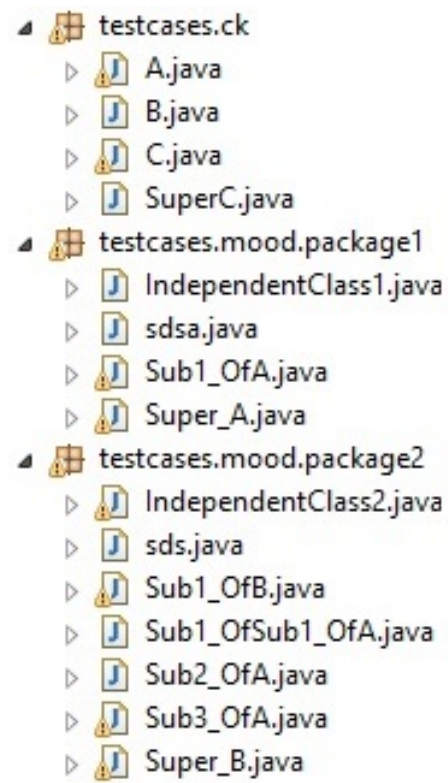 testcases.ck
A.java
B.java
C.java
SuperC.java
testcases.mood.package1
IndependentClass1.java
sdsa.java
Sub1_OfA.java
Super_A.java
testcases.mood.package2
IndependentClass2.java
sds.java
Sub1_OfB.java
Sub1_OfSub1_OfA.java
Sub2_OfA.java
Sub3_OfA.java
Super_B.java